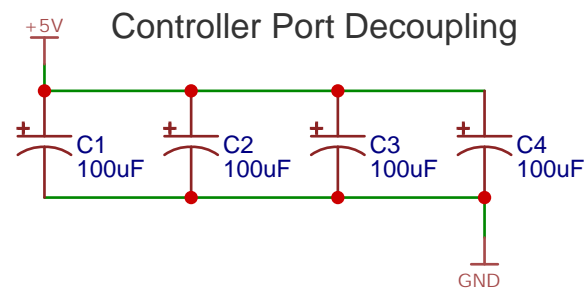 Controller Port Decoupling
+5V
+ C1
100uF
+ C2
100uF
+ C3
100uF
+ C4
100uF
GND